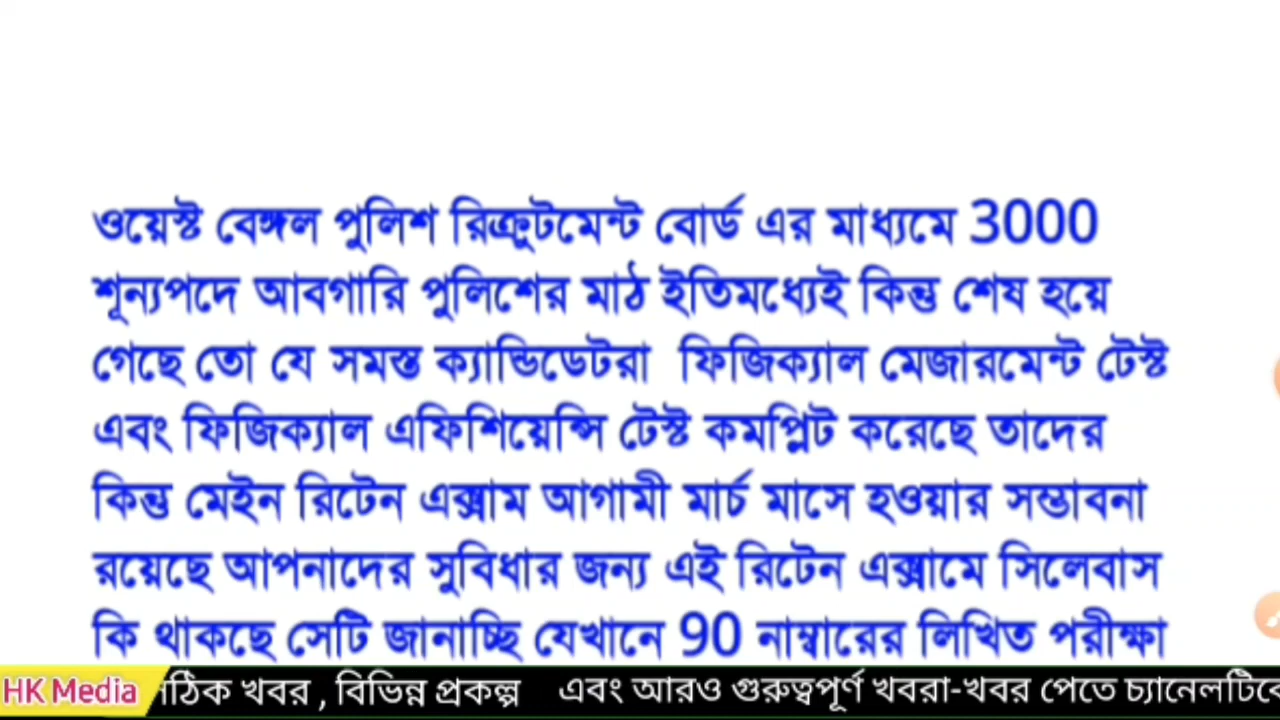 ওয়েস্ট বেঙ্গল পুলিশ রিক্রুটমেন্ট বোর্ড এর মাধ্যমে 3000
শূন্যপদে আবগারি পুলিশের মাঠ ইতিমধ্যেই কিন্তু শেষ হয়ে
গেছে তো যে সমস্ত ক্যান্ডিডেটরা ফিজিক্যাল মেজারমেন্ট টেস্ট
এবং ফিজিক্যাল এফিশিয়েন্সি টেস্ট কমপ্লিট করেছে তাদের
কিন্তু মেইন রিটেন এক্সাম আগামী মার্চ মাসে হওয়ার সম্ভাবনা
রয়েছে আপনাদের সুবিধার জন্য এই রিটেন এক্সামে সিলেবাস
কি থাকছে সেটি জানাচ্ছি যেখানে 90 নাম্বারের লিখিত পরীক্ষা
HK Media সঠিক খবর , বিভিন্ন প্রকল্প এবং আরও গুরুত্বপূর্ণ খবরা-খবর পেতে